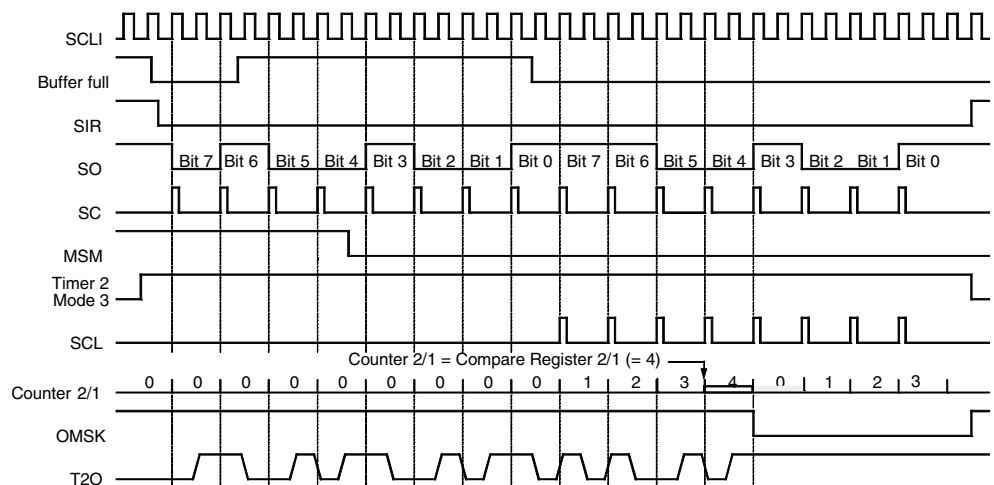 SCLI
Buffer full
SIR
SO Bit 7 Bit 6 Bit 5 Bit 4 Bit 3 Bit 2 Bit 1 Bit 0 Bit 7 Bit 6 Bit 5 Bit 4 Bit 3 Bit 2 Bit 1 Bit 0
SC
MSM
Timer 2
Mode 3
SCL
Counter 2/1 = Compare Register 2/1 (= 4)
Counter 2/1 0 0 0 0 0 0 0 0 1 2 3 4 0 1 2 3
OMSK
T2O